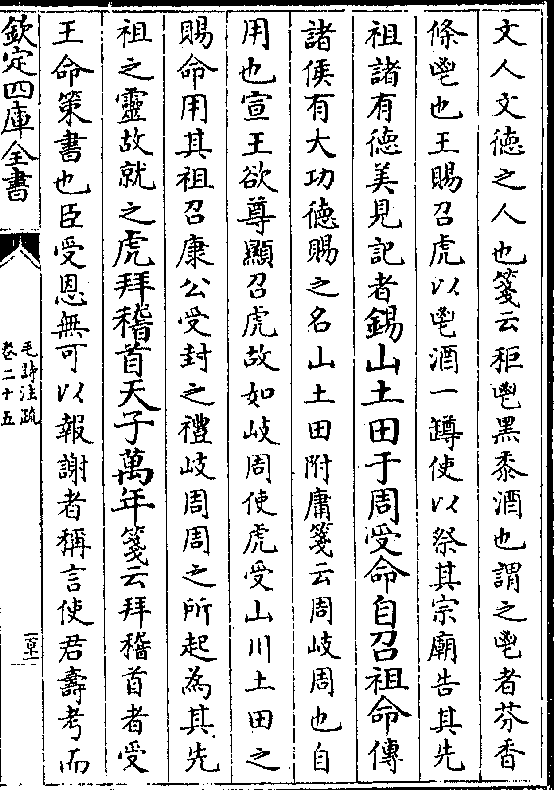 文人文德之人也箋云秬鬯黑黍酒也謂之鬯者芬香
條鬯也王賜召虎以鬯酒一罇使以祭其宗廟告其先
祖諸有德美見記者錫山土田于周受命自召祖命傳
諸侯有大功德賜之名山土田附庸箋云周岐周也自
用也宣王欲尊顯召虎故如岐周使虎受山川土田之
賜命用其祖召康公受封之禮岐周周之所起為其先
祖之靈故就之虎拜稽首天子萬年箋云拜稽首者受
王命策書也臣受恩無可以報謝者稱言使君壽考而
欽定四庫全書
毛詩注疏
卷二十五